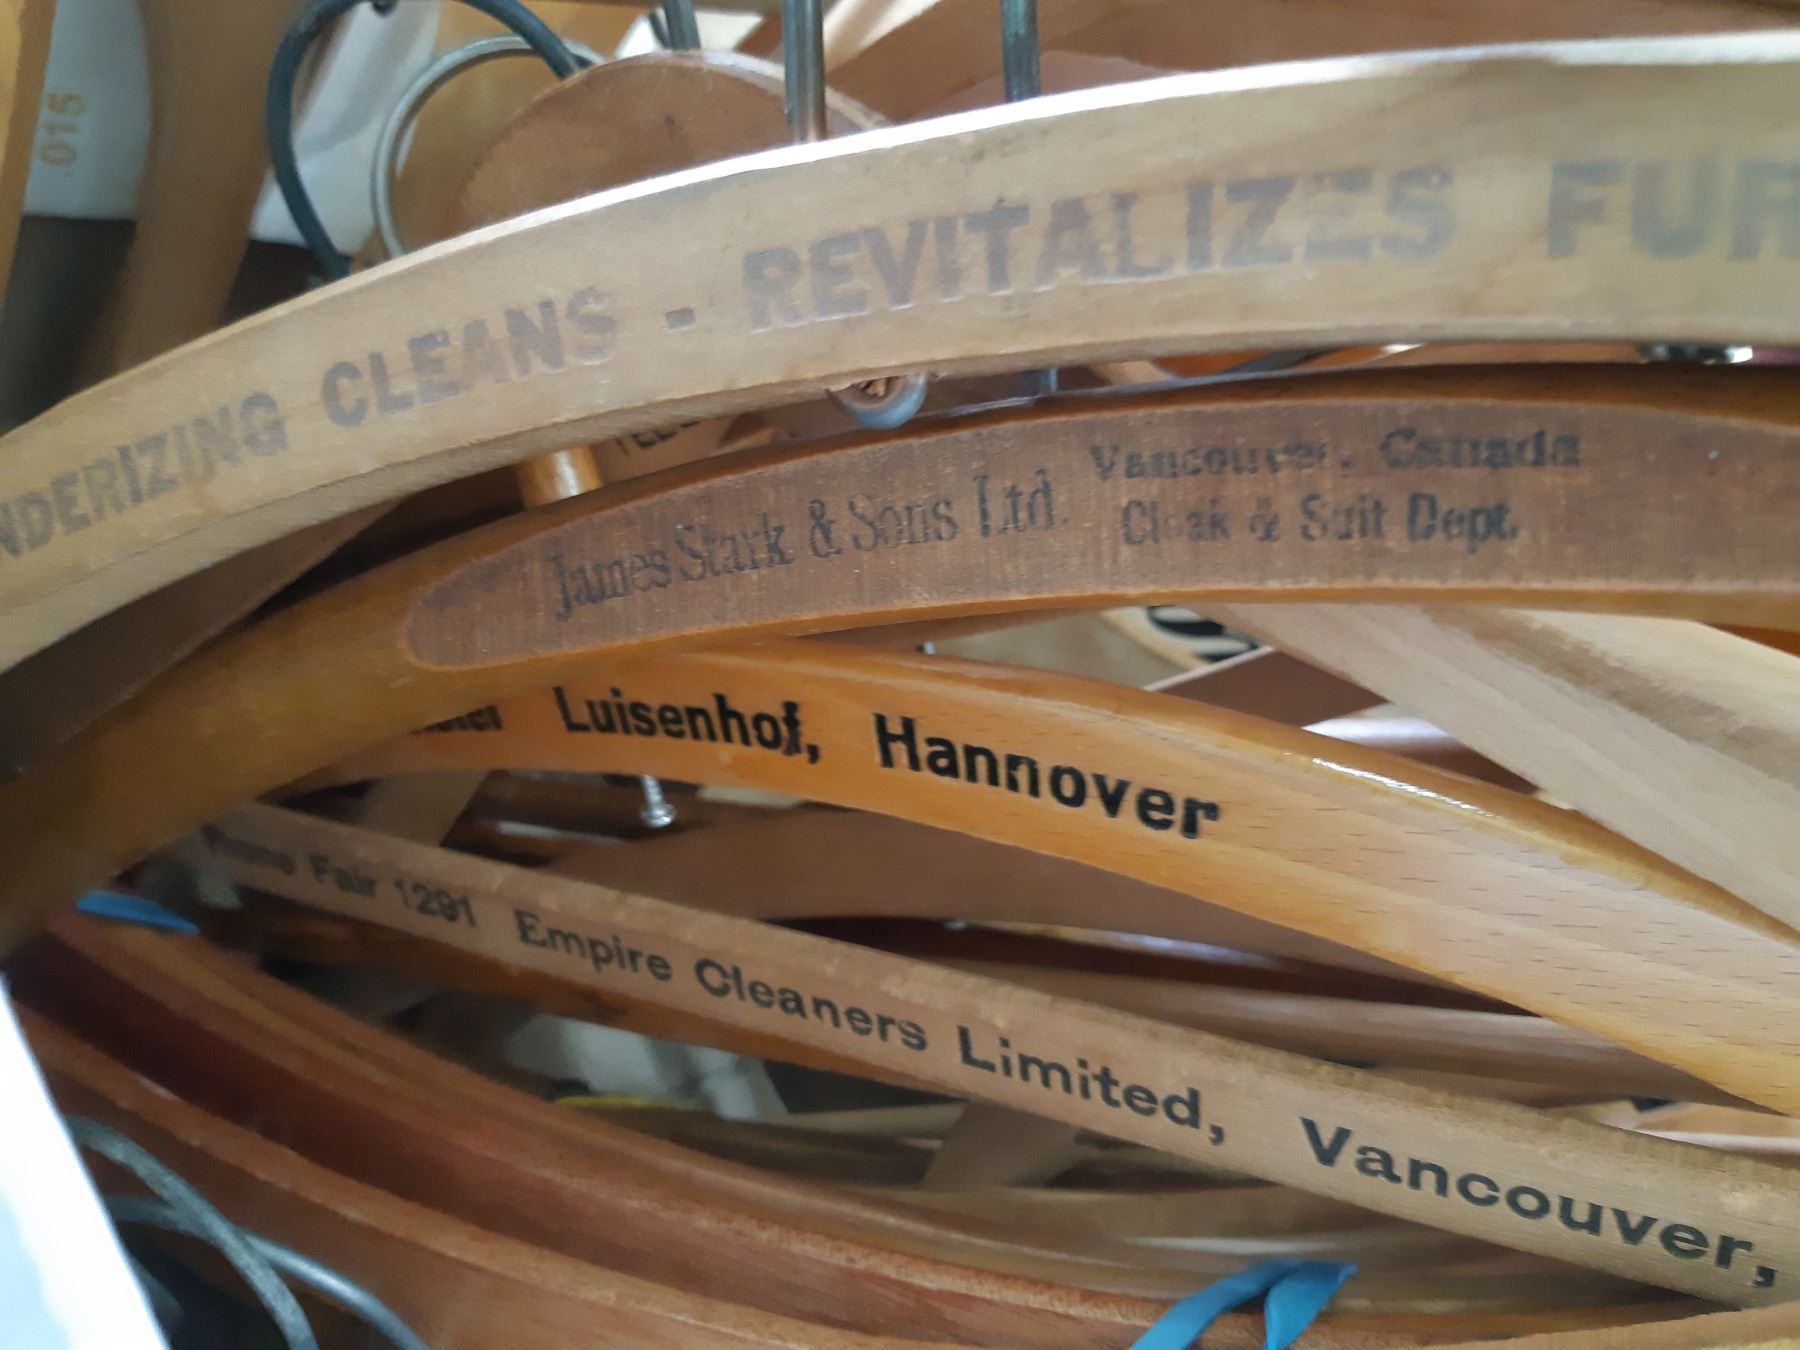 .015
NDERIZING CLEANS - REVITALIZES FUR
TEL
James Stark & Sons Ltd.
Vancouver, Canada
Cloak & Suit Dept.
Luisenhof, Hannover
Fair 1291 Empire Cleaners Limited, Vancouver,